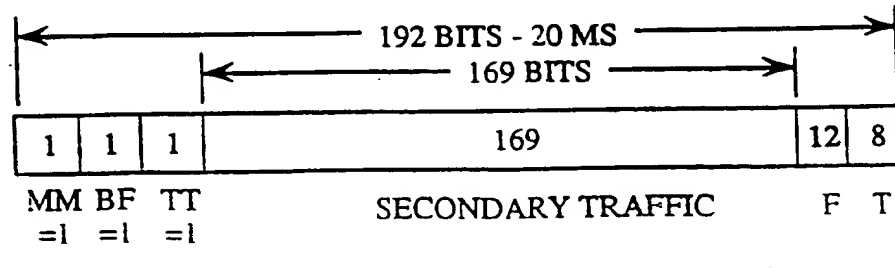 192 BITS - 20 MS
169 BITS
1 1 1 169 12 8
MM BF TT SECONDARY TRAFFIC F T
=1 =1 =1